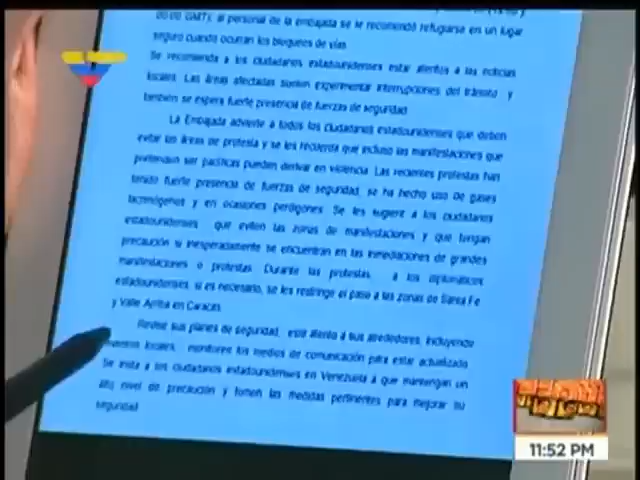 00:00 GMT), al personal de la embajada se le recomendó refugiarse en un lugar
seguro cuando ocurran los bloqueos de vías.
Se recomienda a los ciudadanos estadounidenses estar atentos a las noticias
locales. Las áreas afectadas suelen experimentar interrupciones del tránsito y
también se espera fuerte presencia de fuerzas de seguridad.
La Embajada advierte a todos los ciudadanos estadounidenses que deben
evitar las áreas de protesta y se les recuerda que incluso las manifestaciones que
pretenden ser pacíficas pueden derivar en violencia. Las recientes protestas han
tenido fuerte presencia de fuerzas de seguridad, se ha hecho uso de gases
lacrimógenos y en ocasiones perdigones. Se les sugiere a los ciudadanos
estadounidenses que eviten las zonas de manifestaciones y que tengan
precaución si inesperadamente se encuentran en las inmediaciones de grandes
manifestaciones o protestas. Durante las protestas, a los diplomáticos
estadounidenses, si es necesario, se les restringe el paso a las zonas de Santa Fe
y Valle Arriba en Caracas.
Revise sus planes de seguridad, esté atento a sus alrededores, incluyendo
locales, monitoree los medios de comunicación para estar actualizado.
Se insta a los ciudadanos estadounidenses en Venezuela a que mantengan un
alto nivel de precaución y tomen las medidas pertinentes para mejorar su
seguridad.
11:52 PM